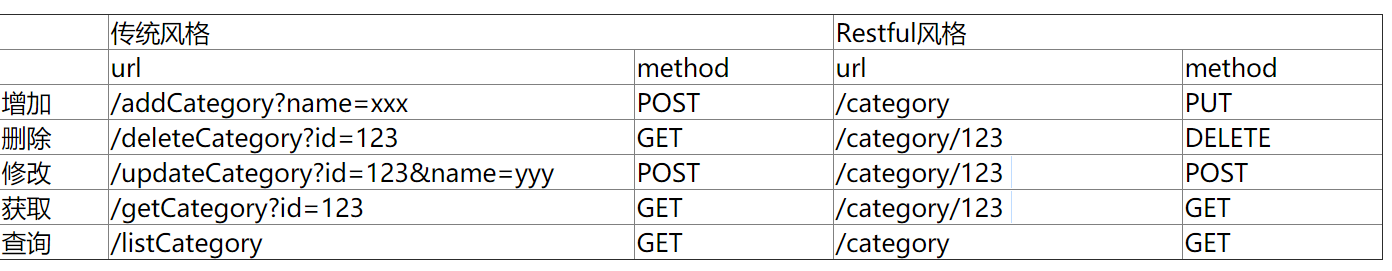 传统风格 Restful风格
url method url method
增加 /addCategory?name=xxx POST /category PUT
删除 /deleteCategory?id=123 GET /category/123 DELETE
修改 /updateCategory?id=123&name=yyy POST /category/123 POST
获取 /getCategory?id=123 GET /category/123 GET
查询 /listCategory GET /category GET